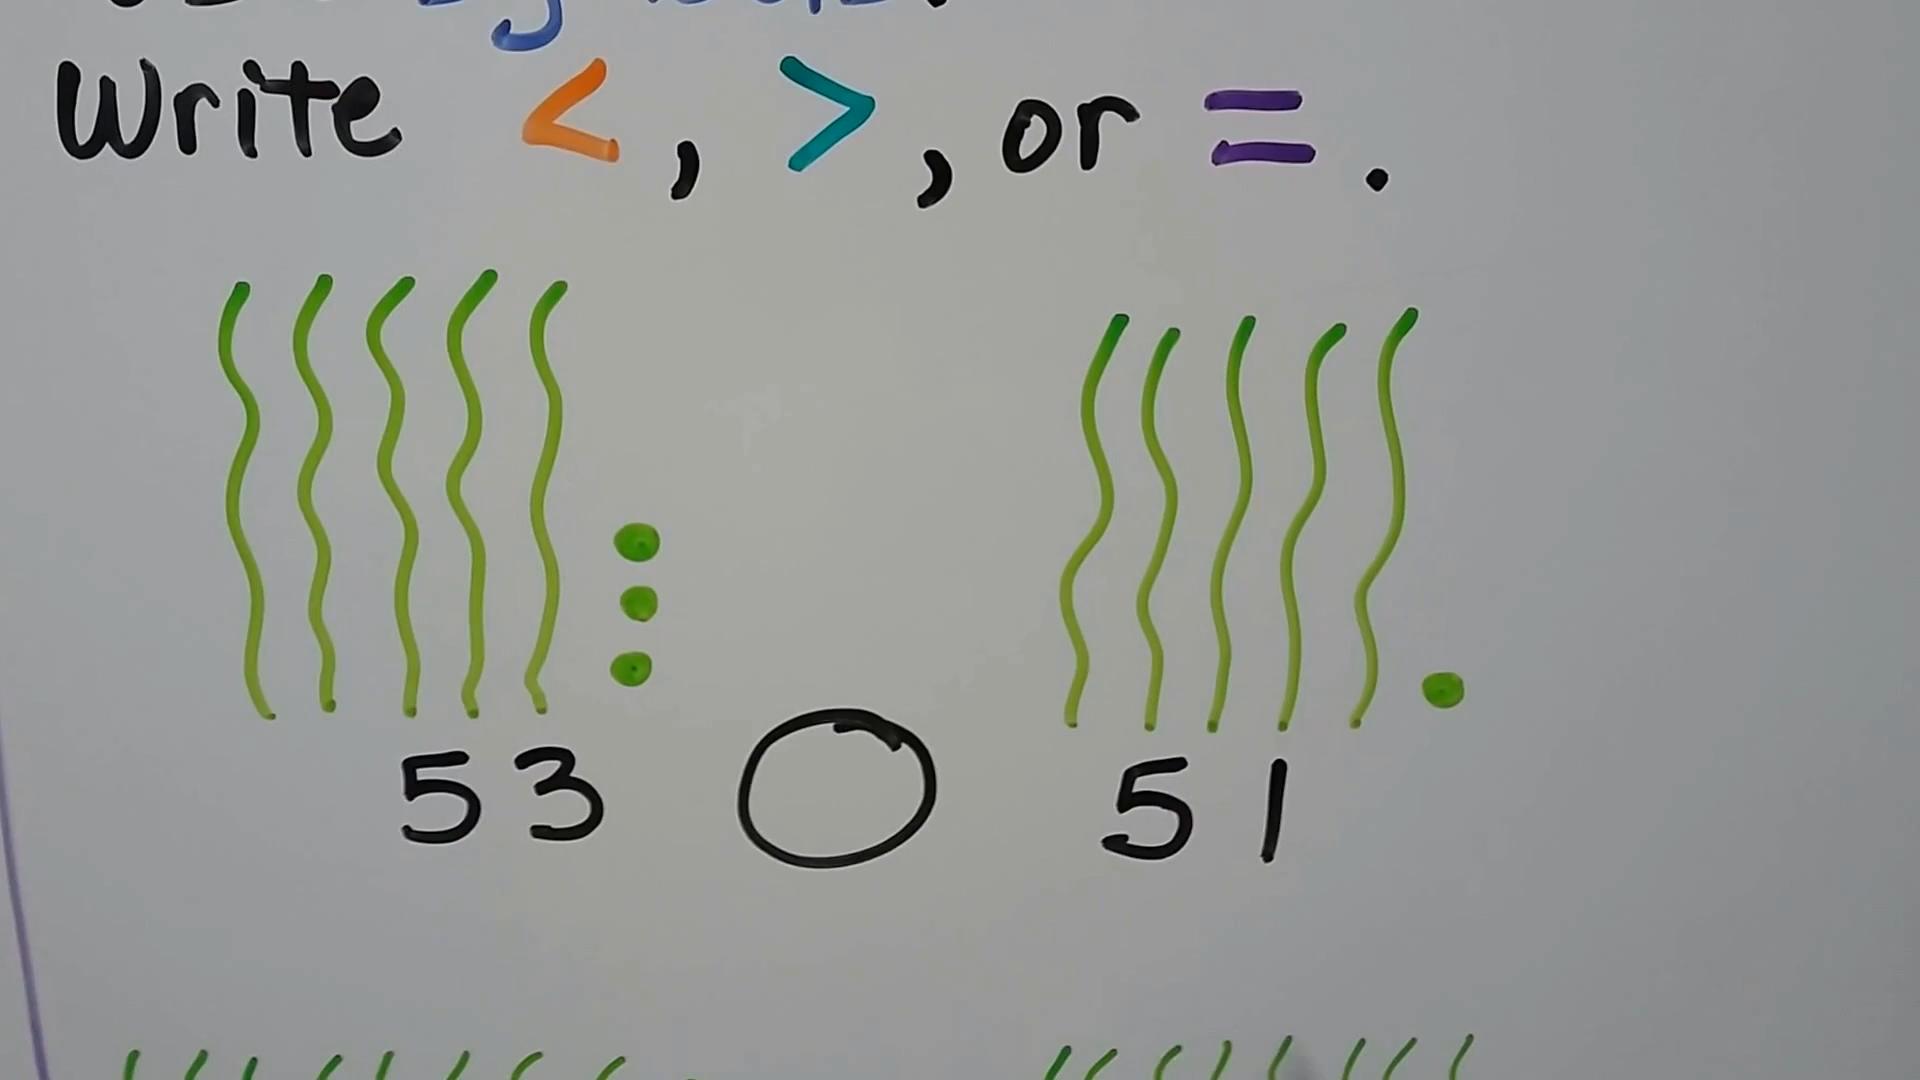 Write <, >, or =.
53 51